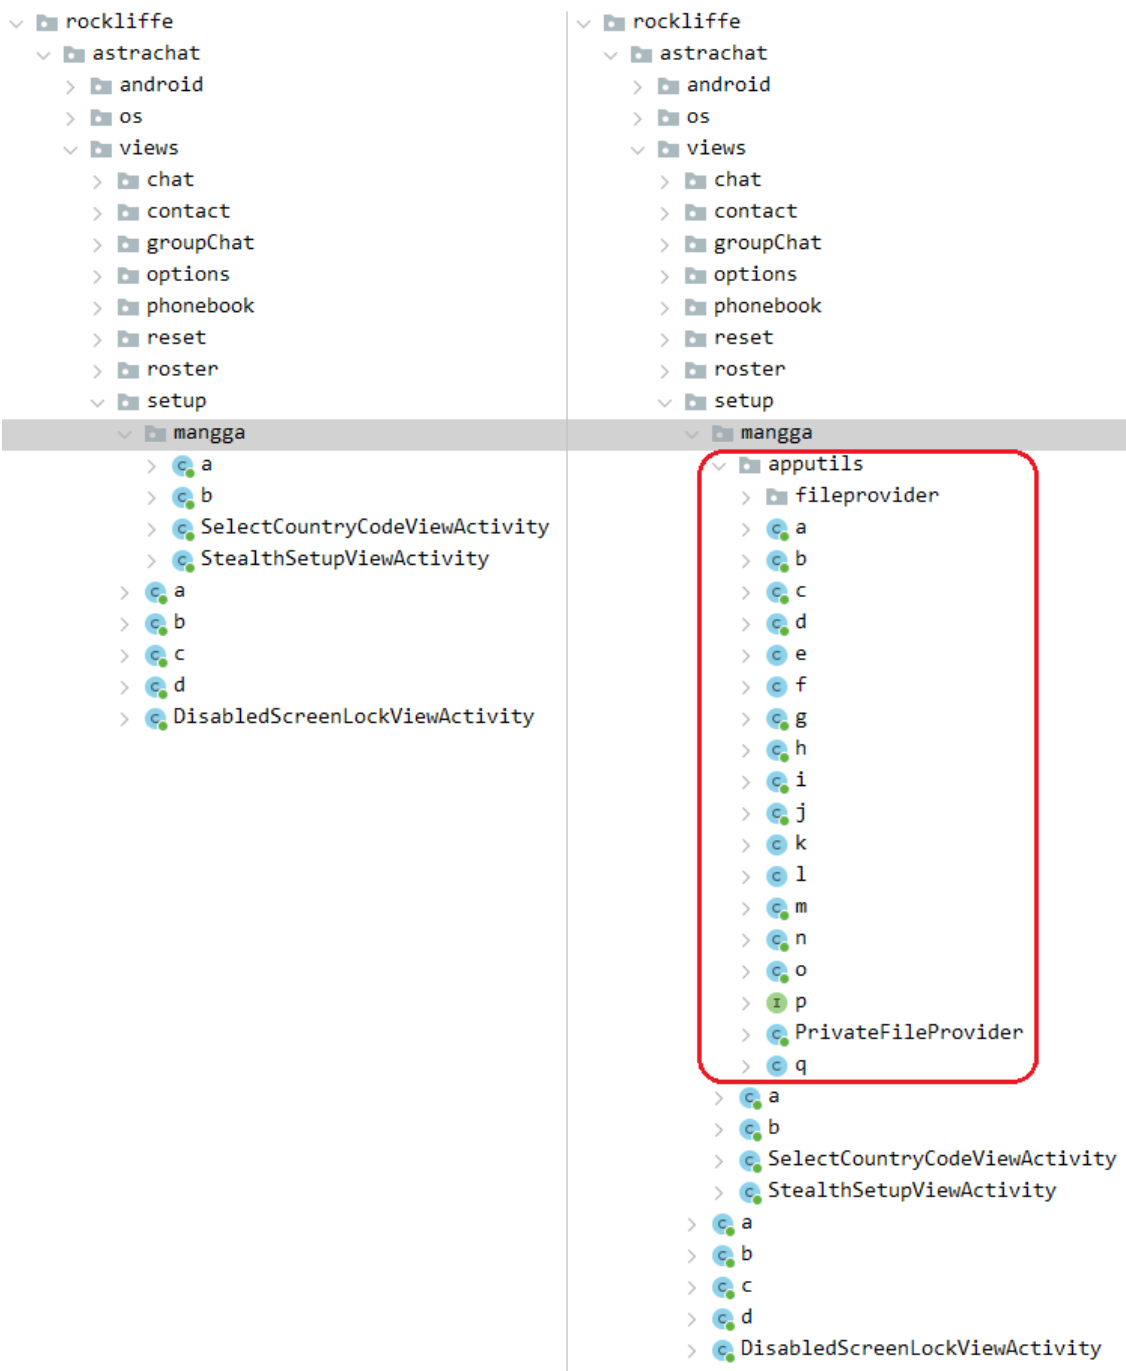 rockliffe
astrachat
android
os
views
chat
contact
groupChat
options
phonebook
reset
roster
setup
mangga
a
b
SelectCountryCodeViewActivity
StealthSetupViewActivity
a
b
c
d
DisabledScreenLockViewActivity
rockliffe
astrachat
android
os
views
chat
contact
groupChat
options
phonebook
reset
roster
setup
mangga
apputils
fileprovider
a
b
c
d
e
f
g
h
i
j
k
l
m
n
o
p
PrivateFileProvider
q
a
b
SelectCountryCodeViewActivity
StealthSetupViewActivity
a
b
c
d
DisabledScreenLockViewActivity